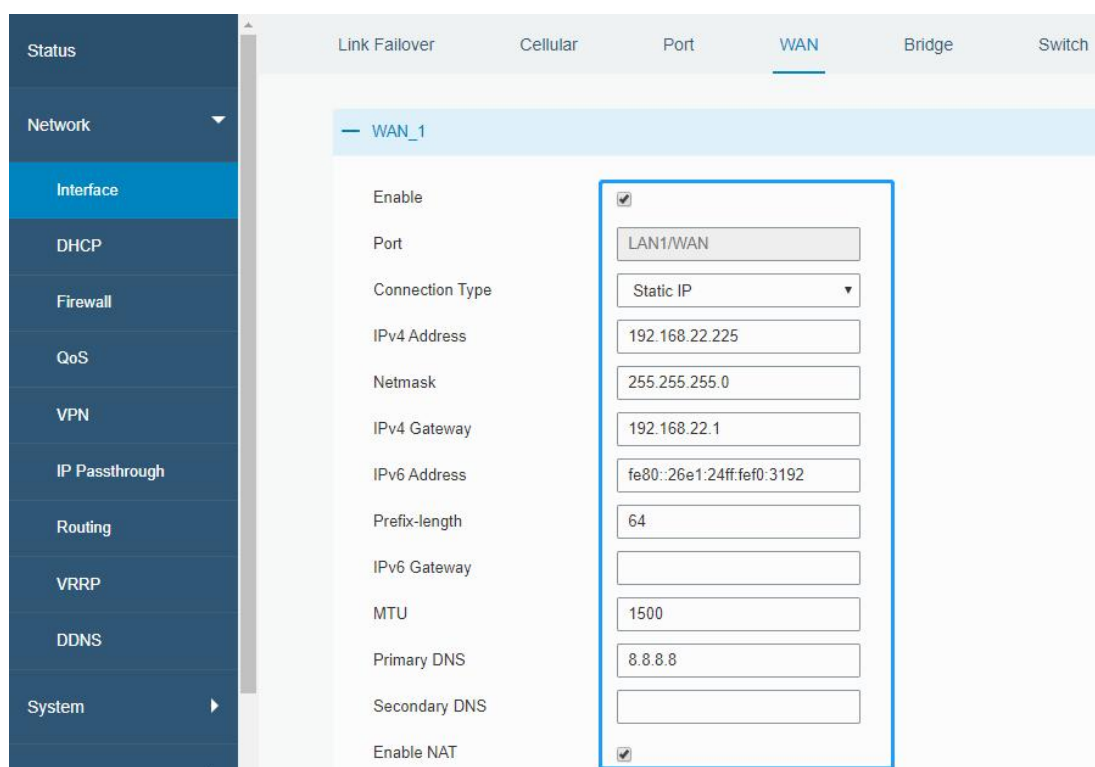 Status
Network
Interface
DHCP
Firewall
QoS
VPN
IP Passthrough
Routing
VRRP
DDNS
System
Link Failover Cellular Port WAN Bridge Switch
WAN_1
Enable
Port LAN1/WAN
Connection Type Static IP
IPv4 Address 192.168.22.225
Netmask 255.255.255.0
IPv4 Gateway 192.168.22.1
IPv6 Address fe80::26e1:24ff:fef0:3192
Prefix-length 64
IPv6 Gateway
MTU 1500
Primary DNS 8.8.8.8
Secondary DNS
Enable NAT